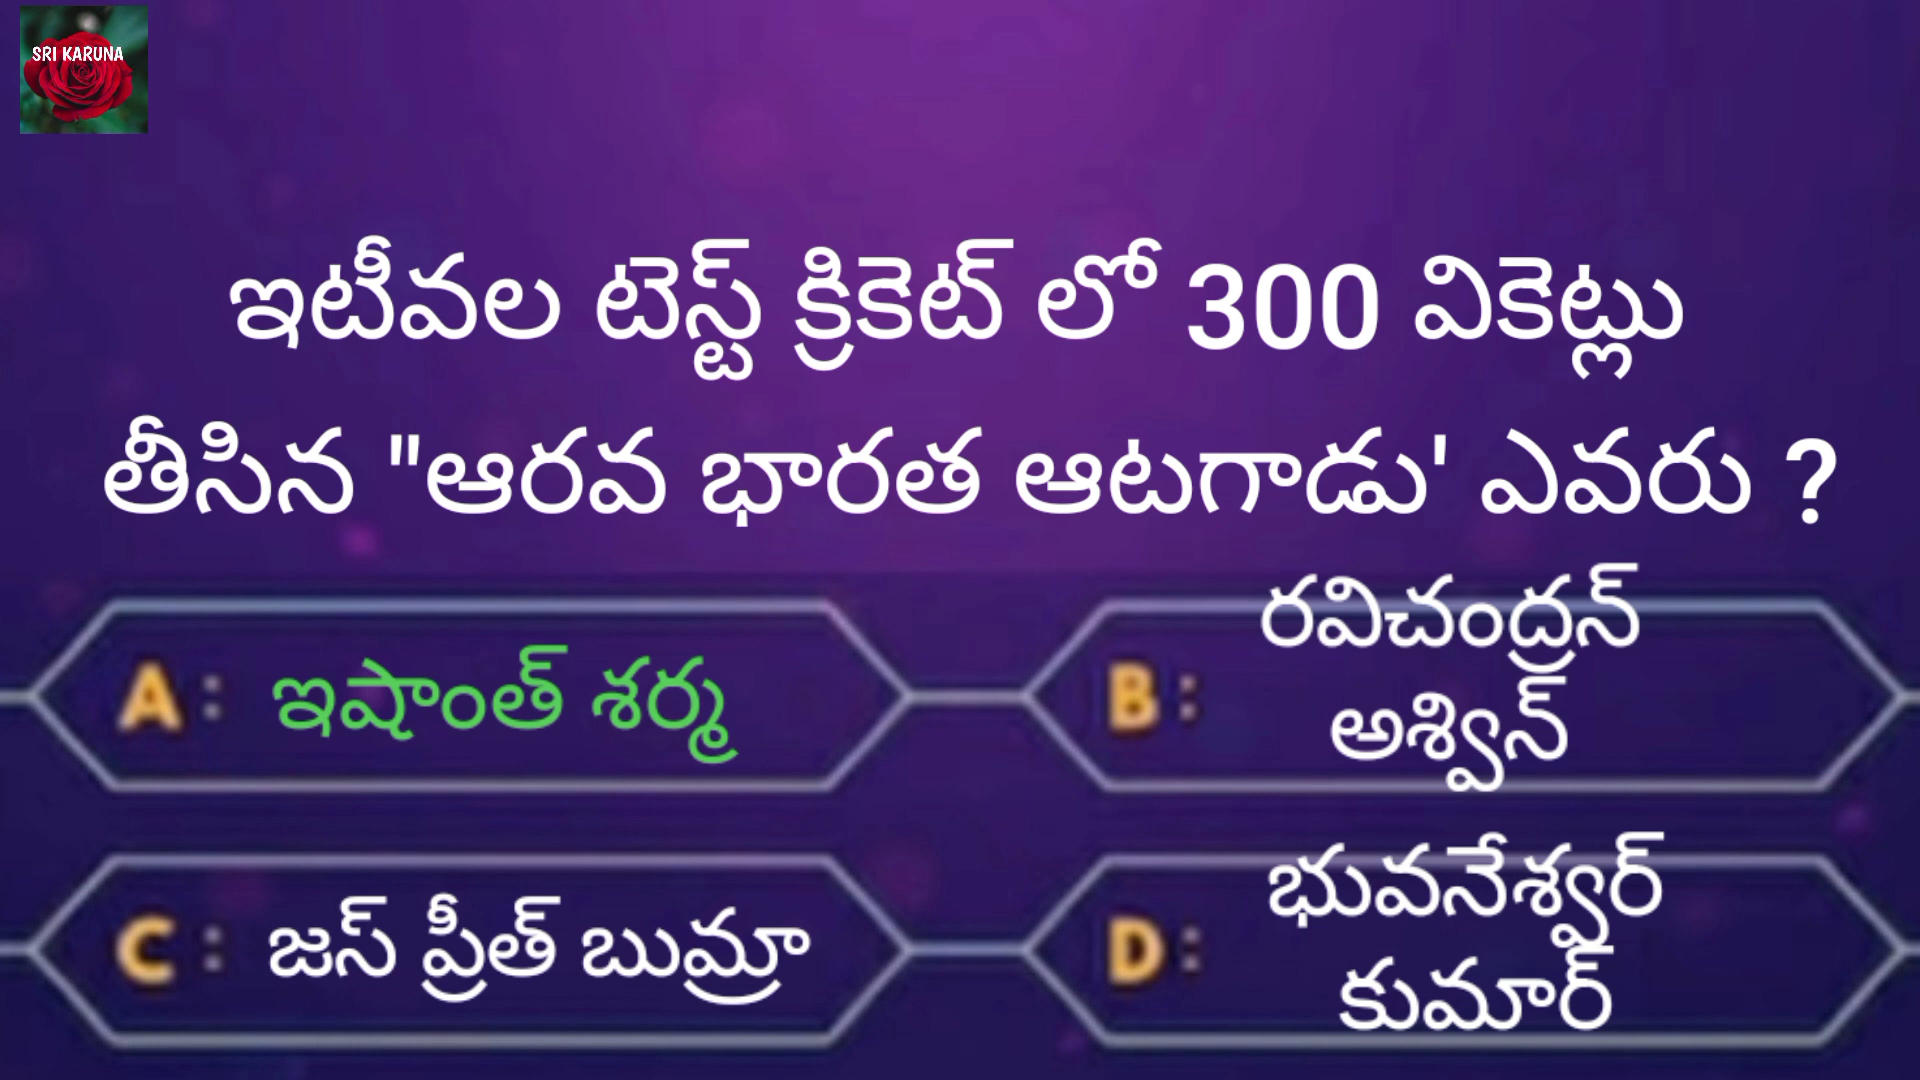 SRI KARUNA
ఇటీవల టెస్ట్ క్రికెట్ లో 300 వికెట్లు
తీసిన "ఆరవ భారత ఆటగాడు' ఎవరు ?
A : ఇషాంత్ శర్మ
B : రవిచంద్రన్
అశ్విన్
C : జస్ ప్రీత్ బుమ్రా
D : భువనేశ్వర్
కుమార్